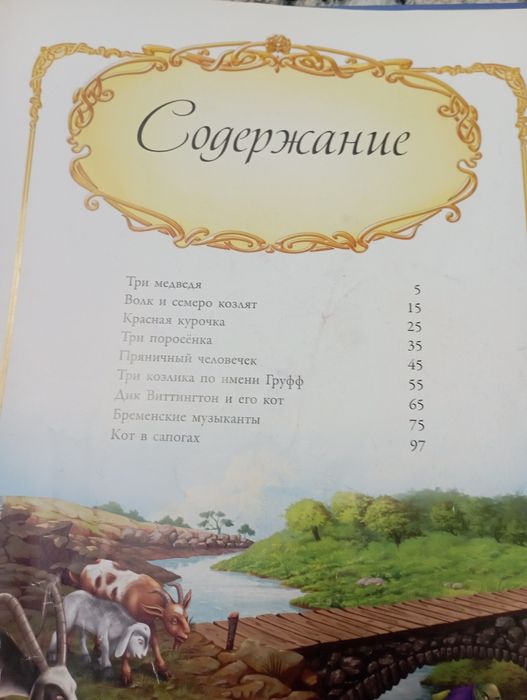 Содержание
Три медведя 5
Волк и семеро козлят 15
Красная курочка 25
Три поросёнка 35
Пряничный человечек 45
Три козлика по имени Груфф 55
Дик Виттингтон и его кот 65
Бременские музыканты 75
Кот в сапогах 97